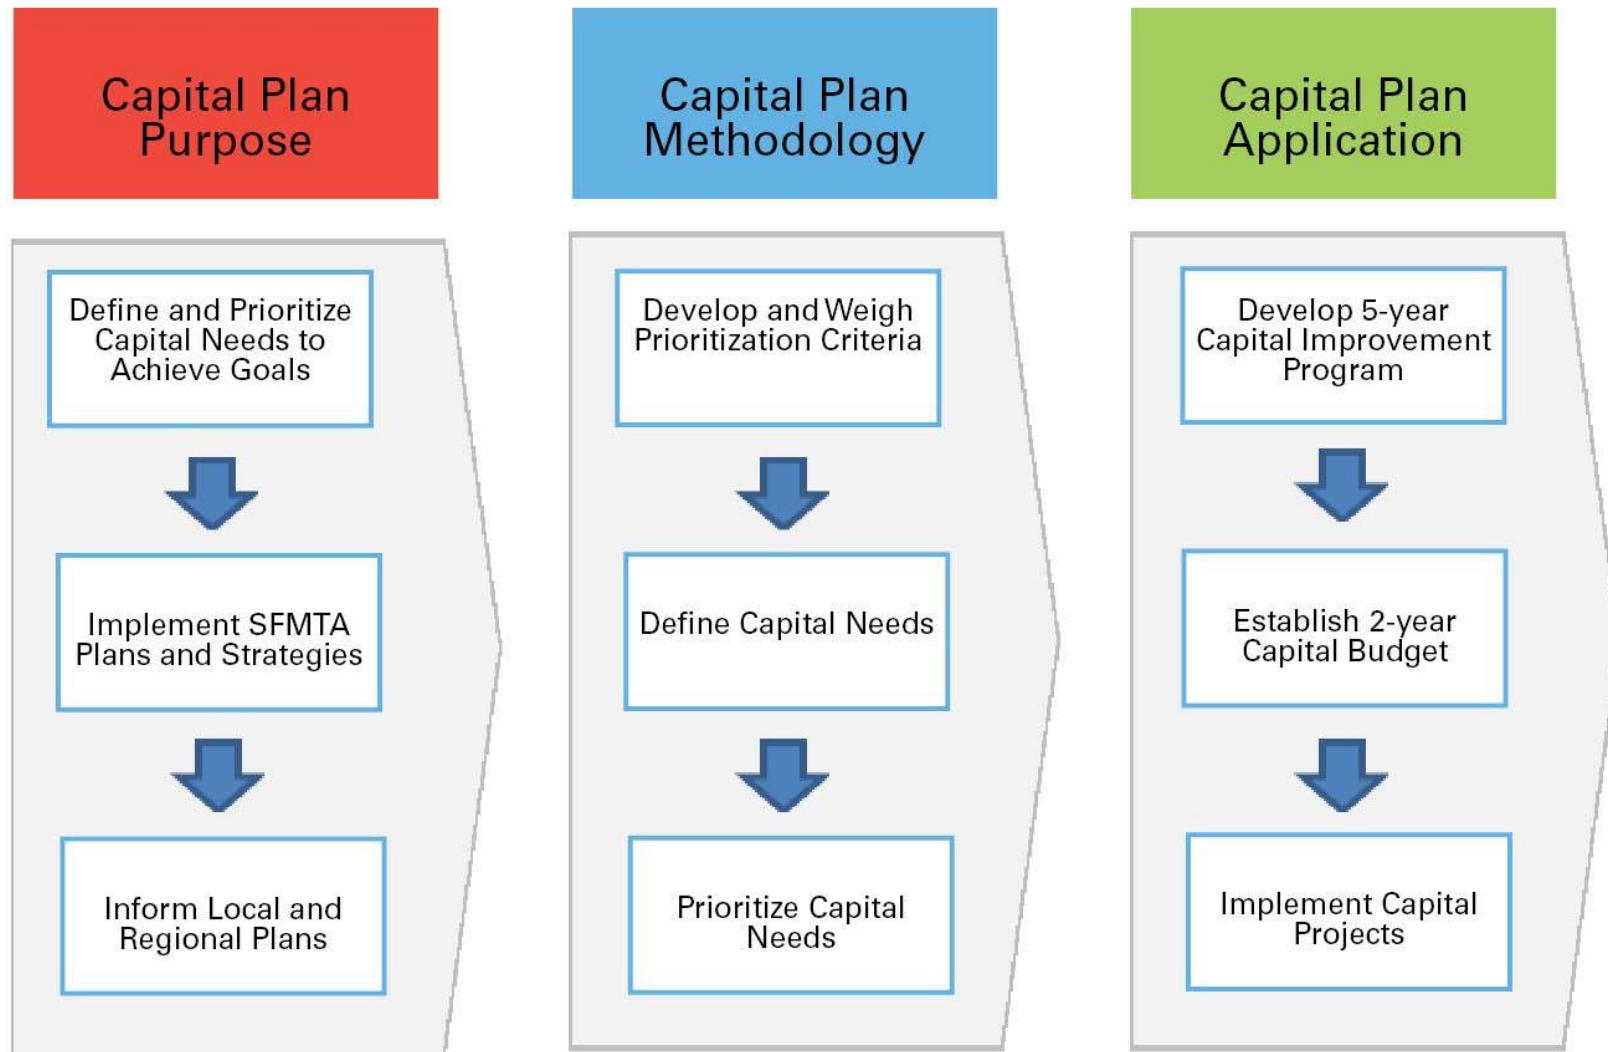 Capital Plan
Purpose
Define and Prioritize
Capital Needs to
Achieve Goals
Implement SFMTA
Plans and Strategies
Inform Local and
Regional Plans
Capital Plan
Methodology
Develop and Weigh
Prioritization Criteria
Define Capital Needs
Prioritize Capital
Needs
Capital Plan
Application
Develop 5-year
Capital Improvement
Program
Establish 2-year
Capital Budget
Implement Capital
Projects